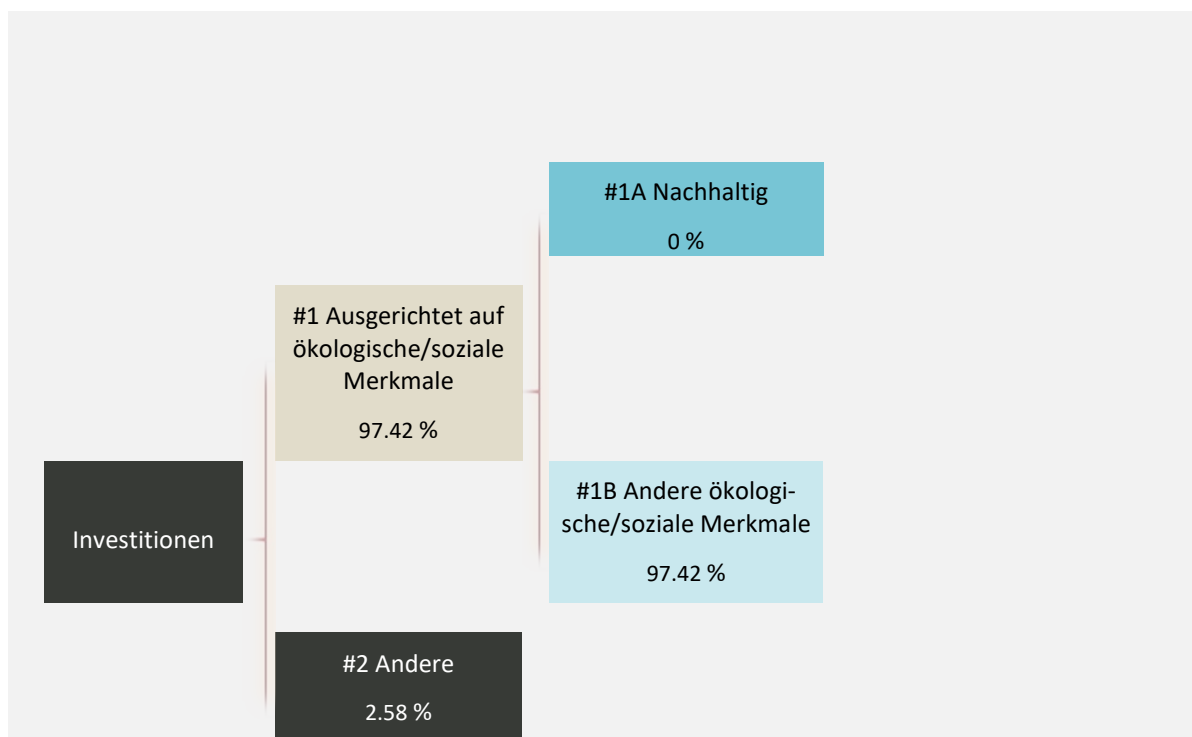 #1A Nachhaltig
0 %
#1 Ausgerichtet auf
ökologische/soziale
Merkmale
97.42 %
Investitionen
#1B Andere ökologi-
sche/soziale Merkmale
97.42 %
#2 Andere
2.58 %